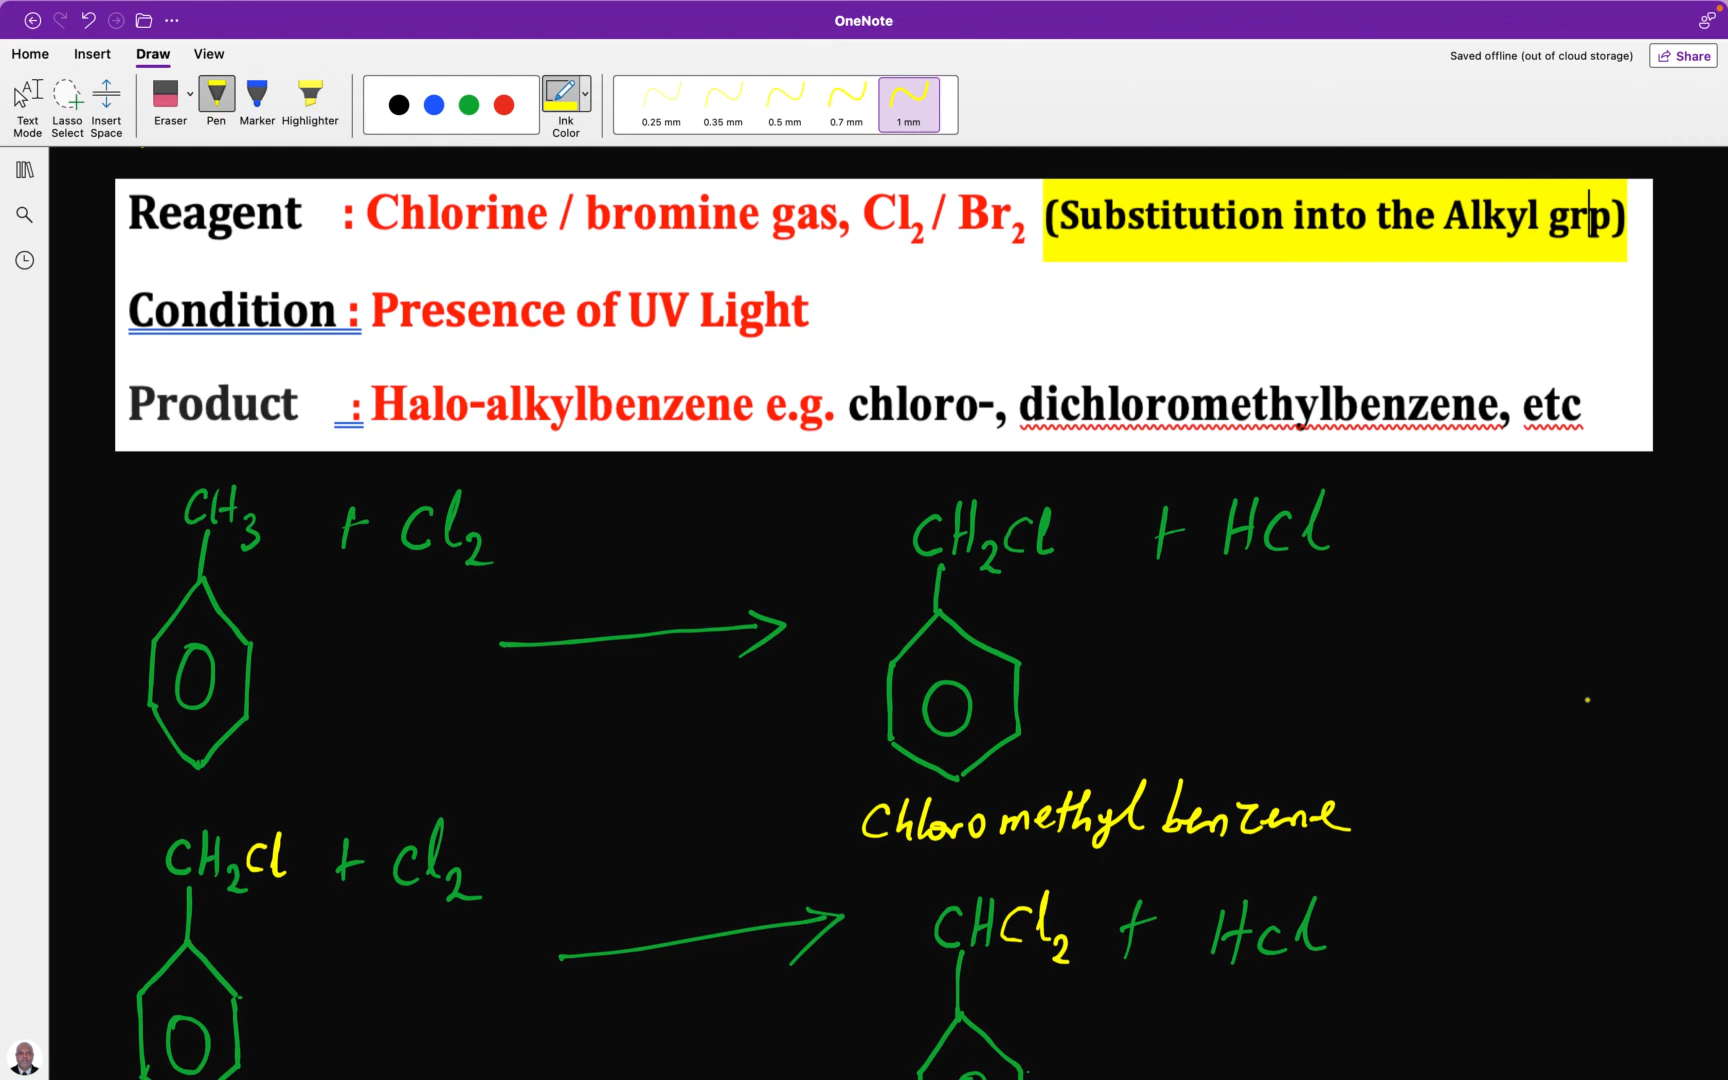 OneNote
Home Insert Draw View
Saved offline (out of cloud storage) Share
Text Mode Lasso Select Insert Space Eraser Pen Marker Highlighter Ink Color 0.25 mm 0.35 mm 0.5 mm 0.7 mm 1 mm
Reagent : Chlorine / bromine gas, Cl₂ / Br₂ (Substitution into the Alkyl grp)
Condition : Presence of UV Light
Product : Halo-alkylbenzene e.g. chloro-, dichloromethylbenzene, etc
CH₃ + Cl₂ → CH₂Cl + HCl
Chloromethyl benzene
CH₂Cl + Cl₂ → CHCl₂ + HCl